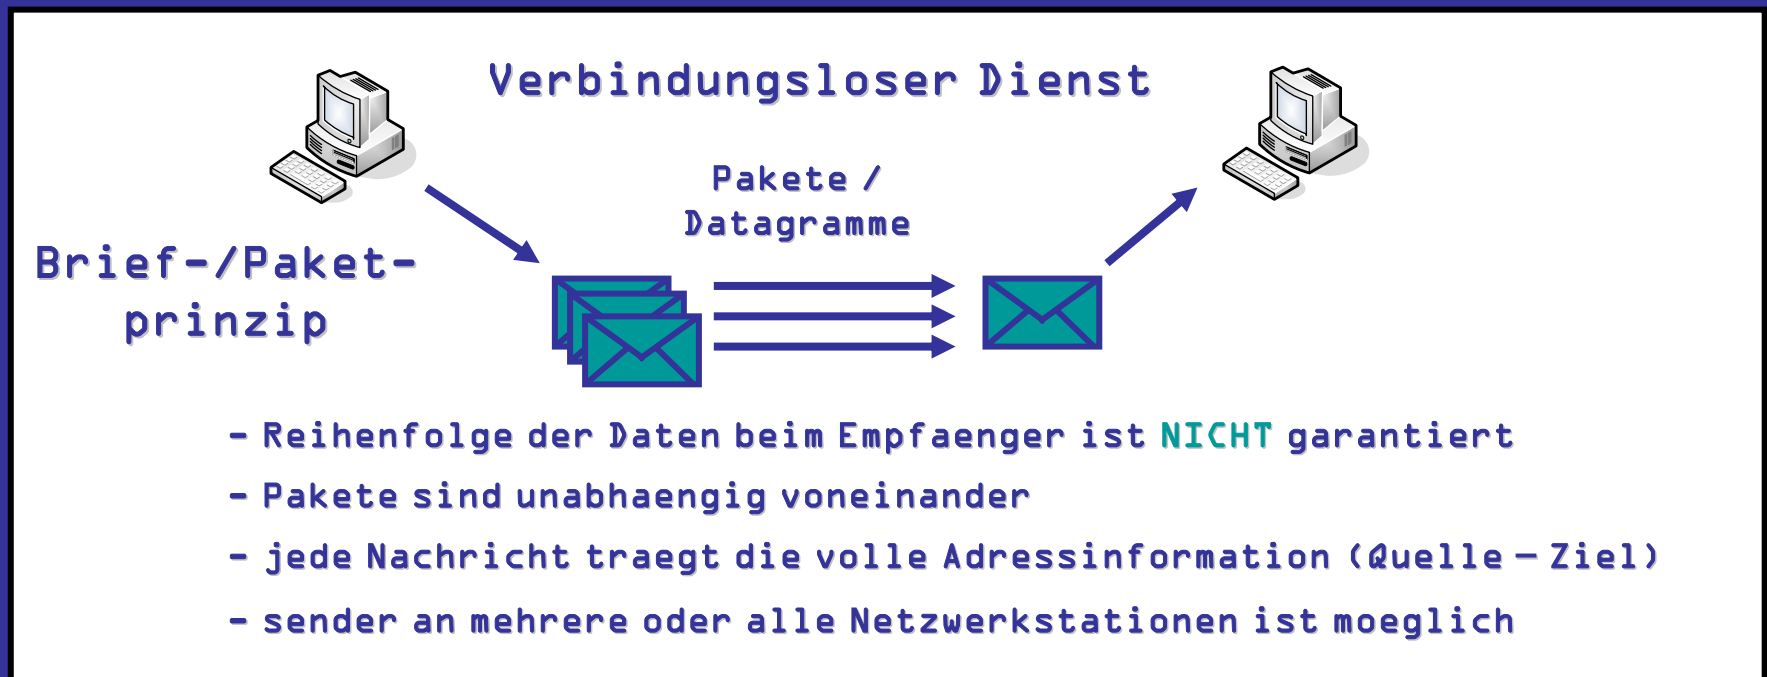 Verbindungsloser Dienst
Pakete /
Datagramme
Brief-/Paket-
prinzip
- Reihenfolge der Daten beim Empfaenger ist NICHT garantiert
- Pakete sind unabhaengig voneinander
- jede Nachricht traegt die volle Adressinformation (Quelle – Ziel)
- sender an mehrere oder alle Netzwerkstationen ist moeglich